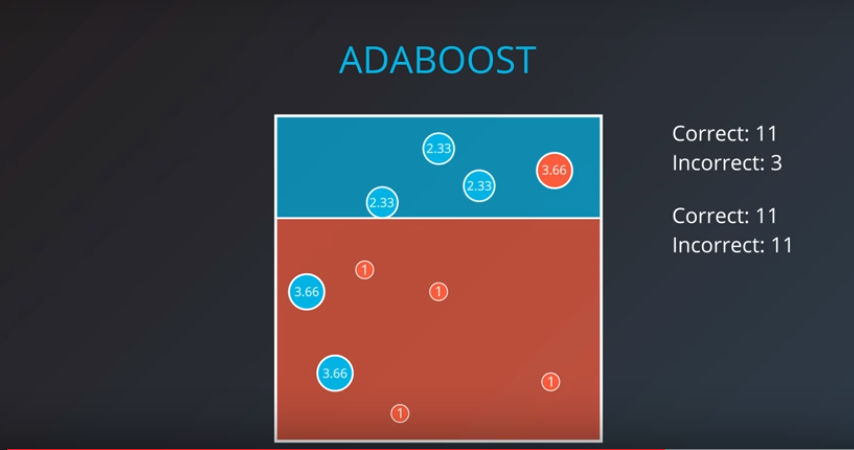 ADABOOST
Correct: 11
Incorrect: 3
Correct: 11
Incorrect: 11
2.33
3.66
2.33
2.33
1
3.66
1
3.66
1
1